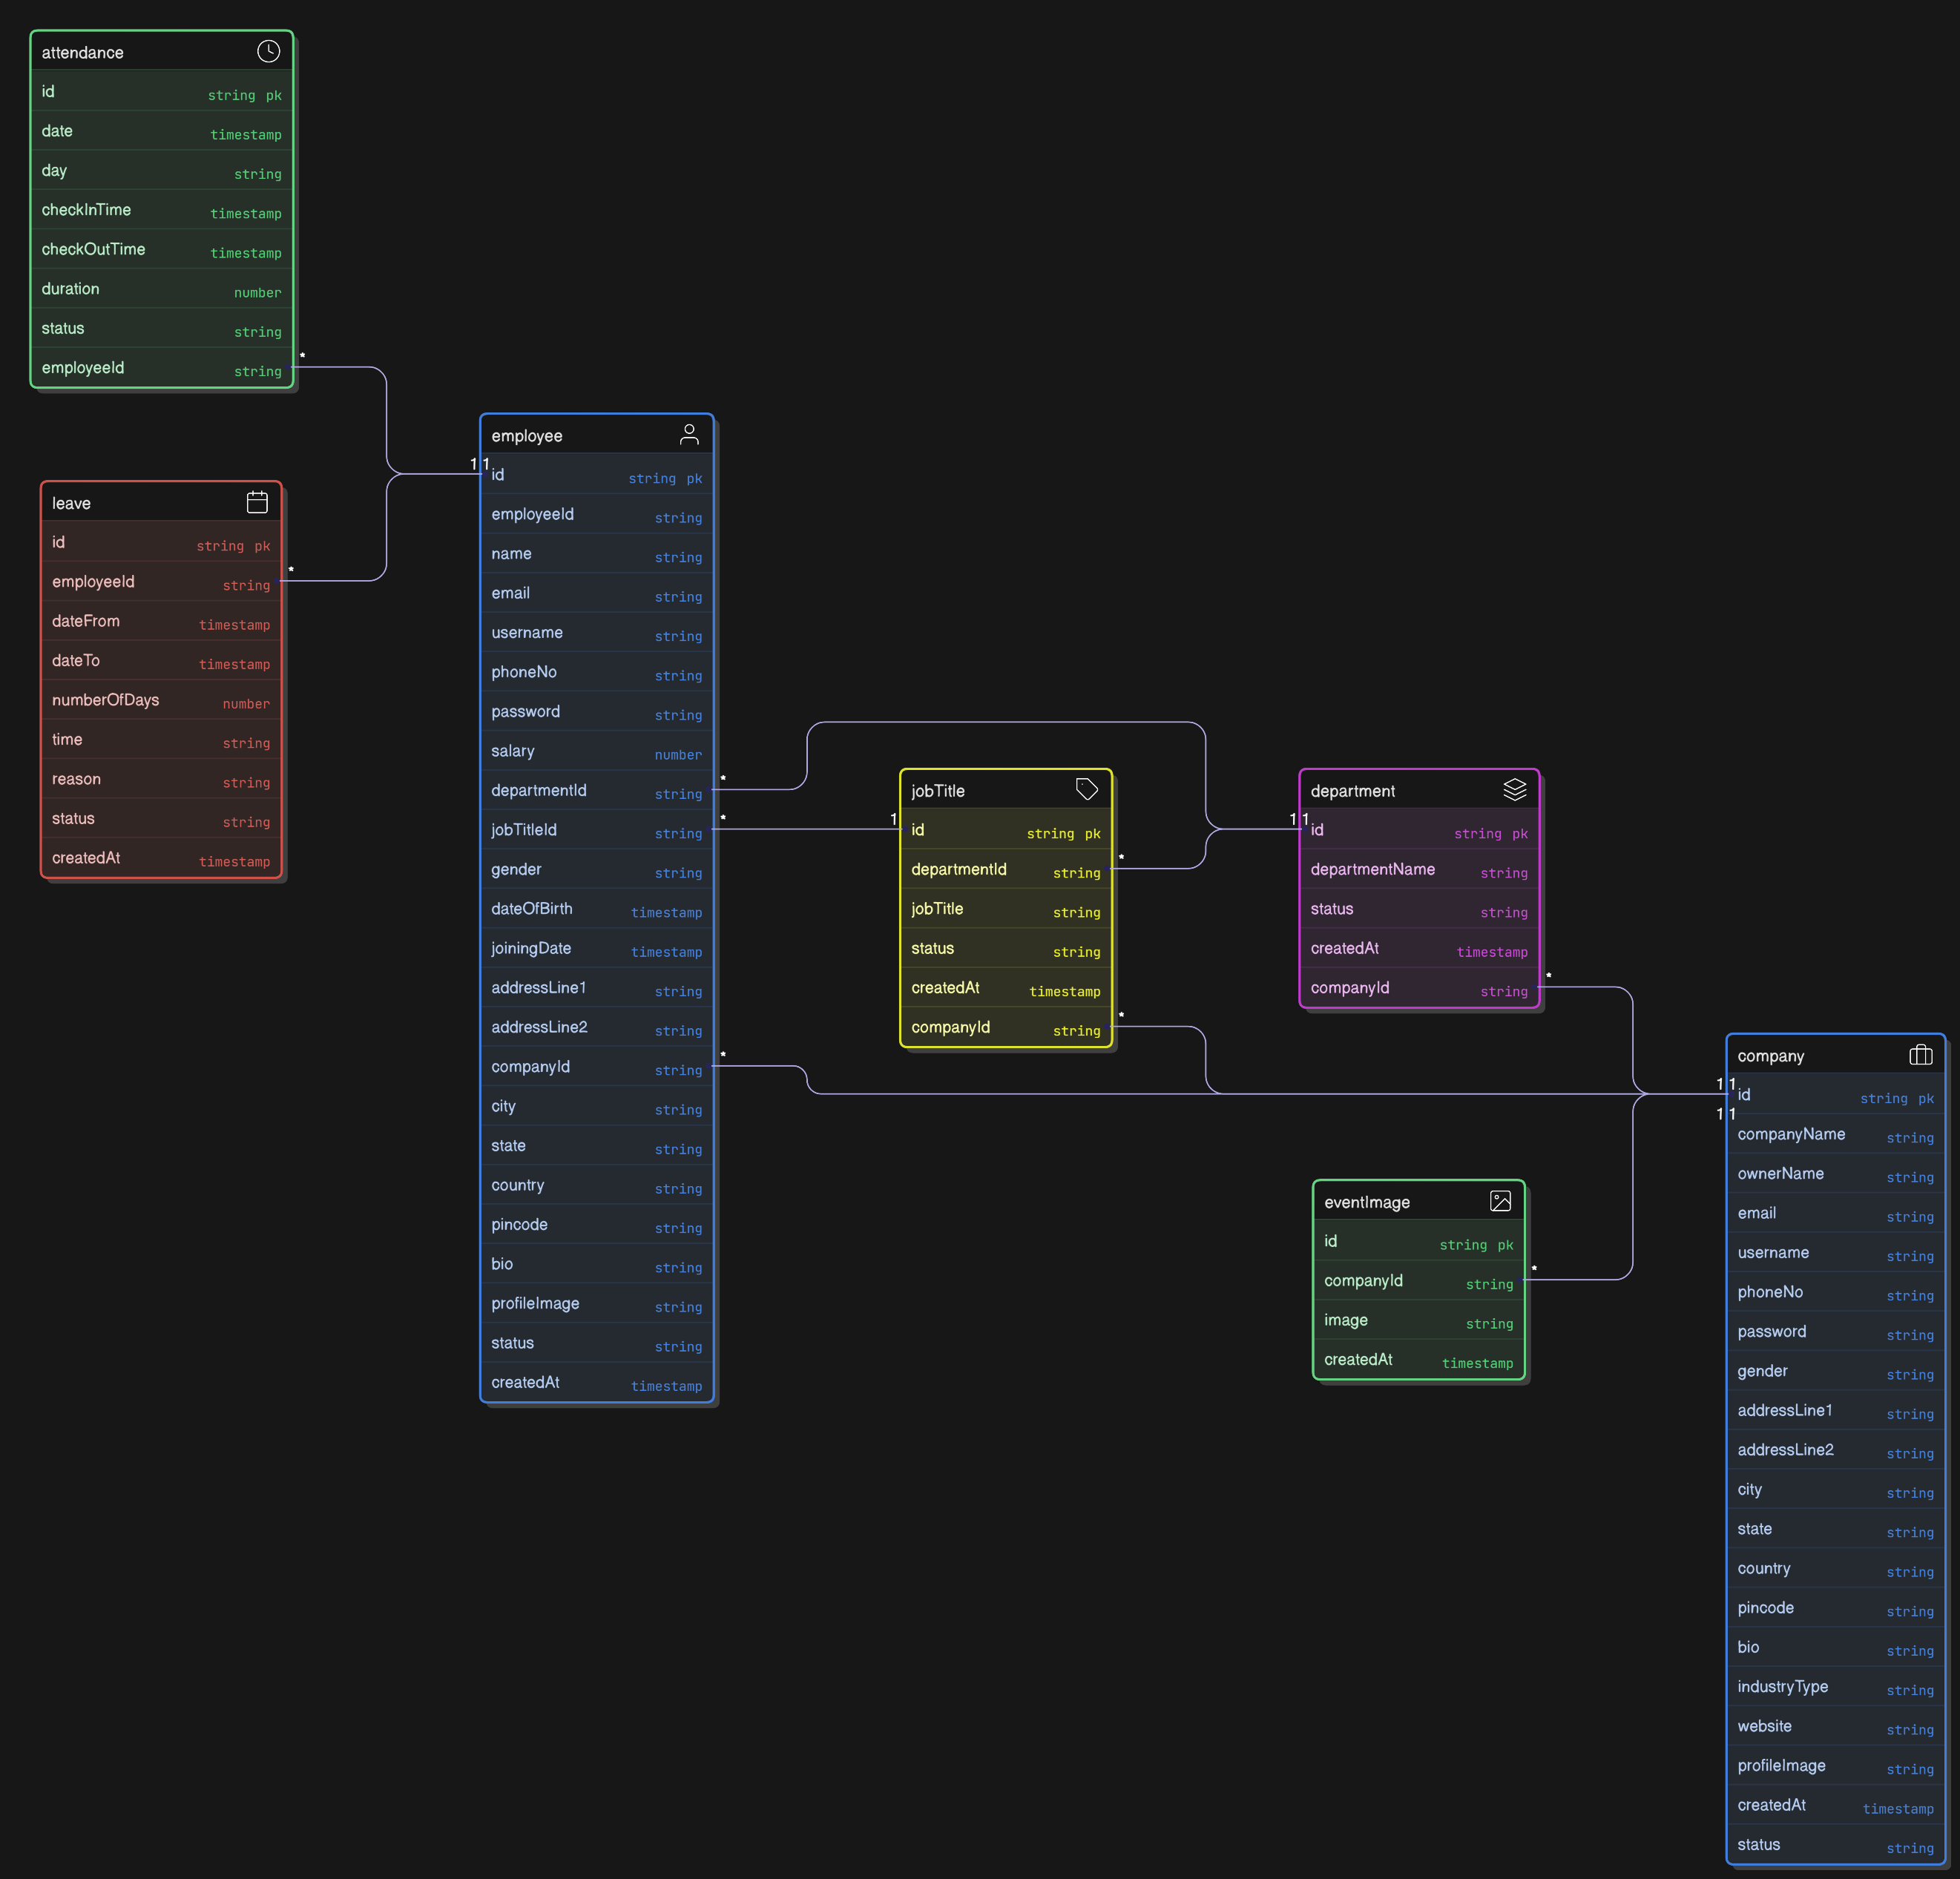 attendance
id string pk
date timestamp
day string
checkInTime timestamp
checkOutTime timestamp
duration number
status string
employeeId string
*
leave
id string pk
employeeId string
*
dateFrom timestamp
dateTo timestamp
numberOfDays number
time string
reason string
status string
createdAt timestamp
employee
1 1
id string pk
employeeId string
name string
email string
username string
phoneNo string
password string
salary number
departmentId string
*
jobTitleId string
*
gender string
dateOfBirth timestamp
joiningDate timestamp
addressLine1 string
addressLine2 string
companyId string
*
city string
state string
country string
pincode string
bio string
profileImage string
status string
createdAt timestamp
jobTitle
1
id string pk
departmentId string
*
jobTitle string
status string
createdAt timestamp
companyId string
*
department
1 1
id string pk
departmentName string
status string
createdAt timestamp
companyId string
*
eventImage
id string pk
companyId string
*
image string
createdAt timestamp
company
1 1
id string pk
1 1
companyName string
ownerName string
email string
username string
phoneNo string
password string
gender string
addressLine1 string
addressLine2 string
city string
state string
country string
pincode string
bio string
industryType string
website string
profileImage string
createdAt timestamp
status string